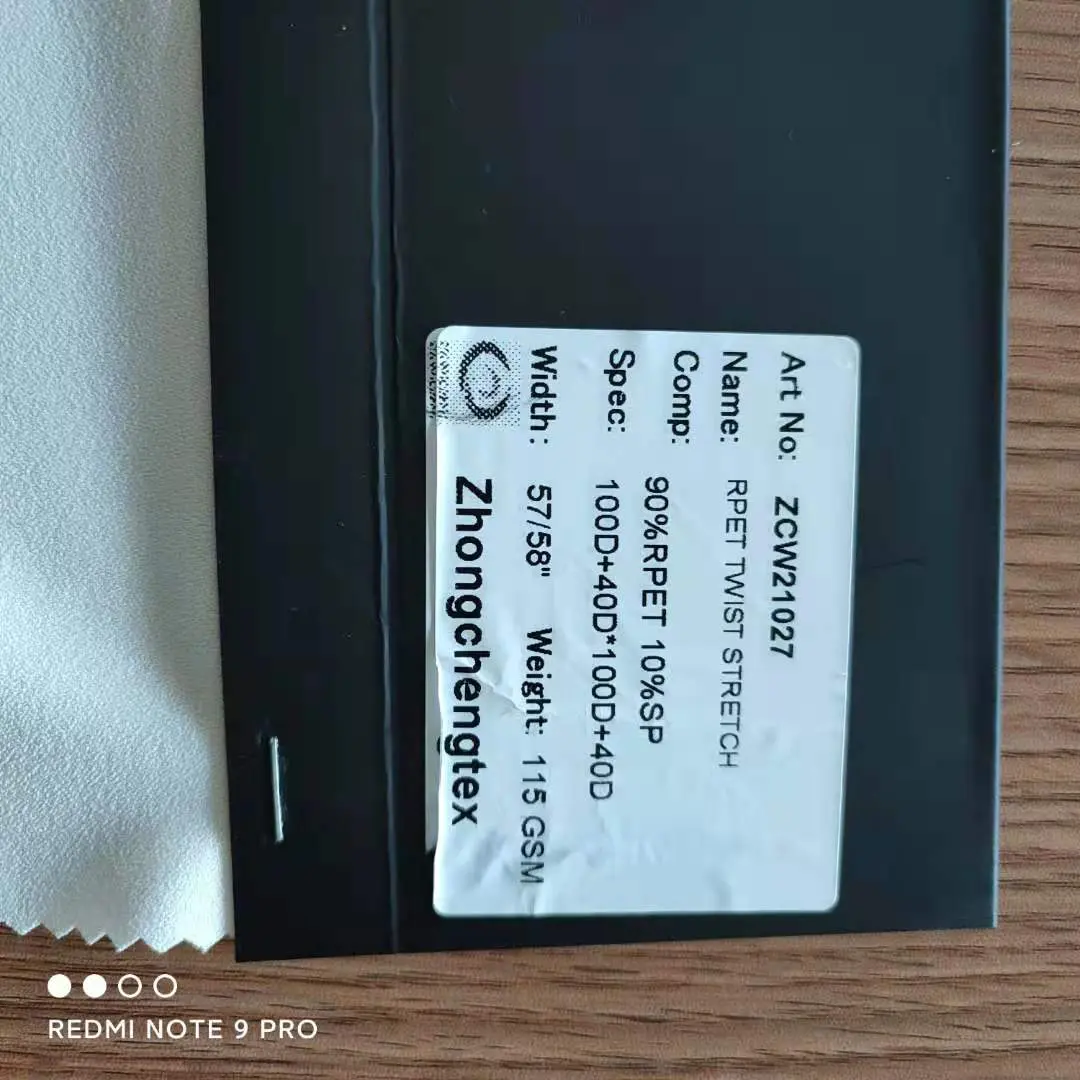 Art No: ZCW21027
Name: RPET TWIST STRETCH
Comp: 90%RPET 10%SP
Spec: 100D+40D*100D+40D
Width: 57/58" Weight: 115 GSM
Zhongchengtex
REDMI NOTE 9 PRO